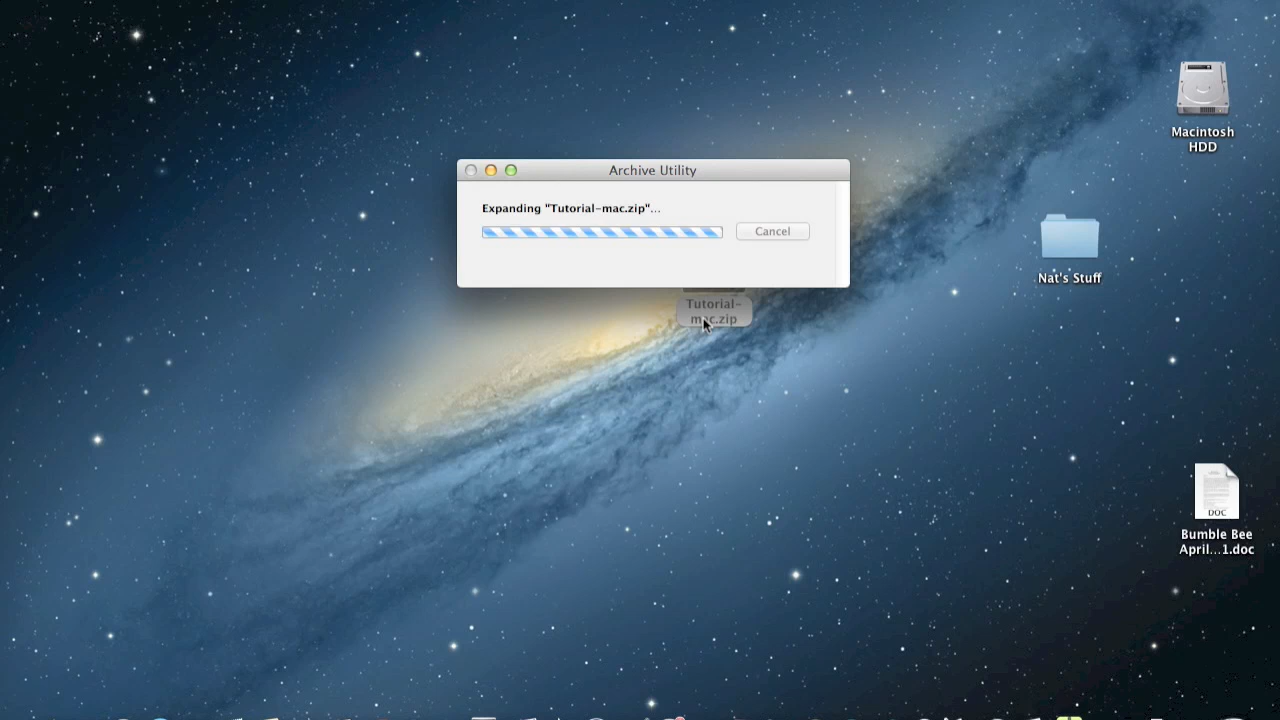 Archive Utility
Expanding "Tutorial-mac.zip"...
Cancel
Tutorial-
mac.zip
Macintosh
HDD
Nat's Stuff
DOC
Bumble Bee
April...1.doc